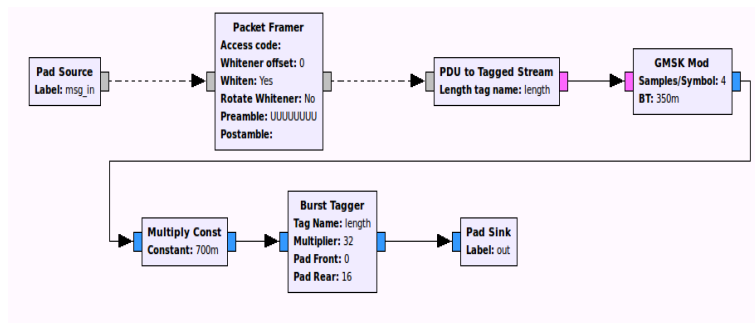 Packet Framer
Access code:
Whitener offset: 0
Whiten: Yes
Rotate Whitener: No
Preamble: UUUUUUUU
Postamble:
Pad Source
Label: msg_in
PDU to Tagged Stream
Length tag name: length
GMSK Mod
Samples/Symbol: 4
BT: 350m
Multiply Const
Constant: 700m
Burst Tagger
Tag Name: length
Multiplier: 32
Pad Front: 0
Pad Rear: 16
Pad Sink
Label: out